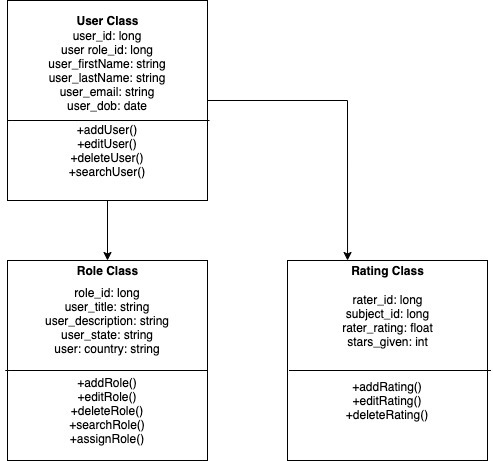 User Class
user_id: long
user role_id: long
user_firstName: string
user_lastName: string
user_email: string
user_dob: date
+addUser()
+editUser()
+deleteUser()
+searchUser()
Role Class
role_id: long
user_title: string
user_description: string
user_state: string
user: country: string
+addRole()
+editRole()
+deleteRole()
+searchRole()
+assignRole()
Rating Class
rater_id: long
subject_id: long
rater_rating: float
stars_given: int
+addRating()
+editRating()
+deleteRating()